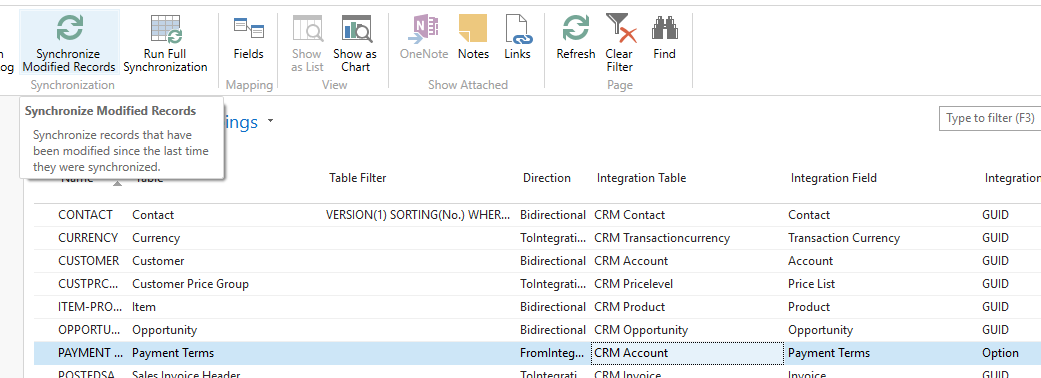 n Synchronize Run Full Fields Show Show as OneNote Notes Links Refresh Clear Find
og Modified Records Synchronization as List Chart Filter
Synchronization Mapping View Show Attached Page
Synchronize Modified Records
Synchronize records that have
been modified since the last time
they were synchronized.
ings
Type to filter (F3)
Table Filter Direction Integration Table Integration Field Integration
CONTACT Contact VERSION(1) SORTING(No.) WHER... Bidirectional CRM Contact Contact GUID
CURRENCY Currency ToIntegrati... CRM Transactioncurrency Transaction Currency GUID
CUSTOMER Customer Bidirectional CRM Account Account GUID
CUSTPRC... Customer Price Group ToIntegrati... CRM Pricelevel Price List GUID
ITEM-PRO... Item Bidirectional CRM Product Product GUID
OPPORTU... Opportunity Bidirectional CRM Opportunity Opportunity GUID
PAYMENT ... Payment Terms FromInteg... CRM Account Payment Terms Option
POSTEDSA... Sales Invoice Header ToIntegrati... CRM Invoice Invoice GUID